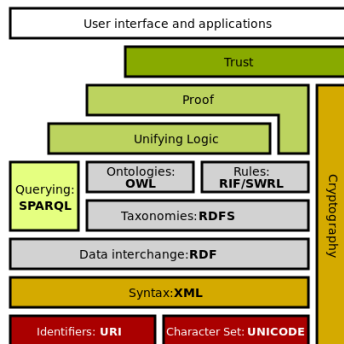 User interface and applications
Trust
Proof
Unifying Logic
Querying:
SPARQL
Ontologies:
OWL
Rules:
RIF/SWRL
Cryptography
Taxonomies:RDFS
Data interchange:RDF
Syntax:XML
Identifiers: URI
Character Set: UNICODE